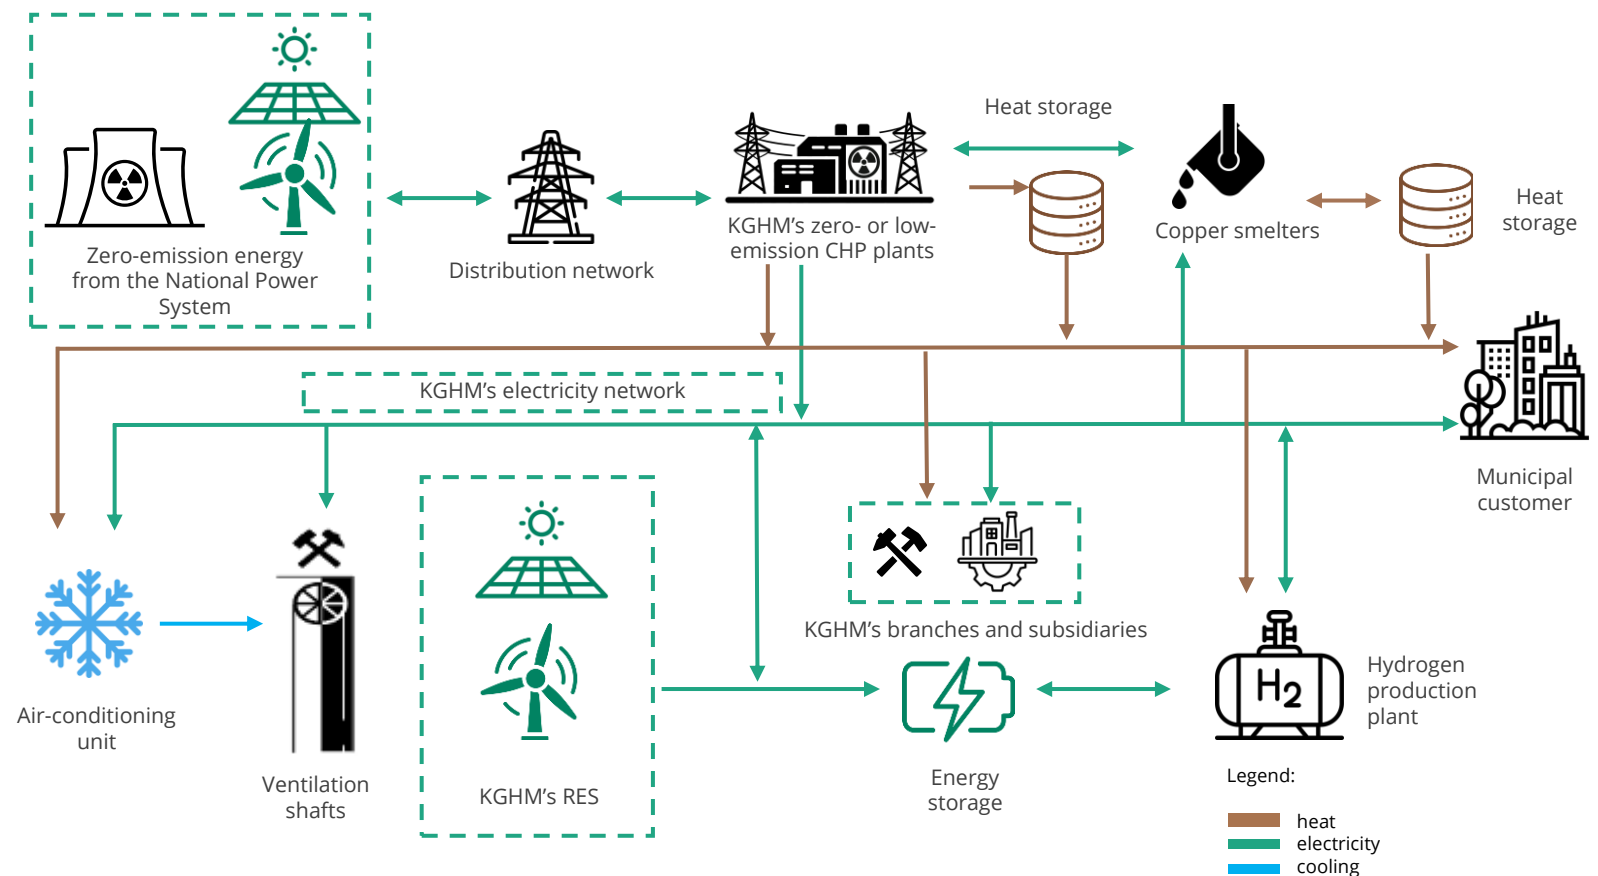 Heat storage
Zero-emission energy
from the National Power
System
Distribution network
KGHM's zero- or low-
emission CHP plants
Copper smelters
Heat
storage
KGHM's electricity network
Municipal
customer
KGHM's branches and subsidiaries
Air-conditioning
unit
Ventilation
shafts
KGHM's RES
Energy
storage
H2
Hydrogen
production
plant
Legend:
heat
electricity
cooling